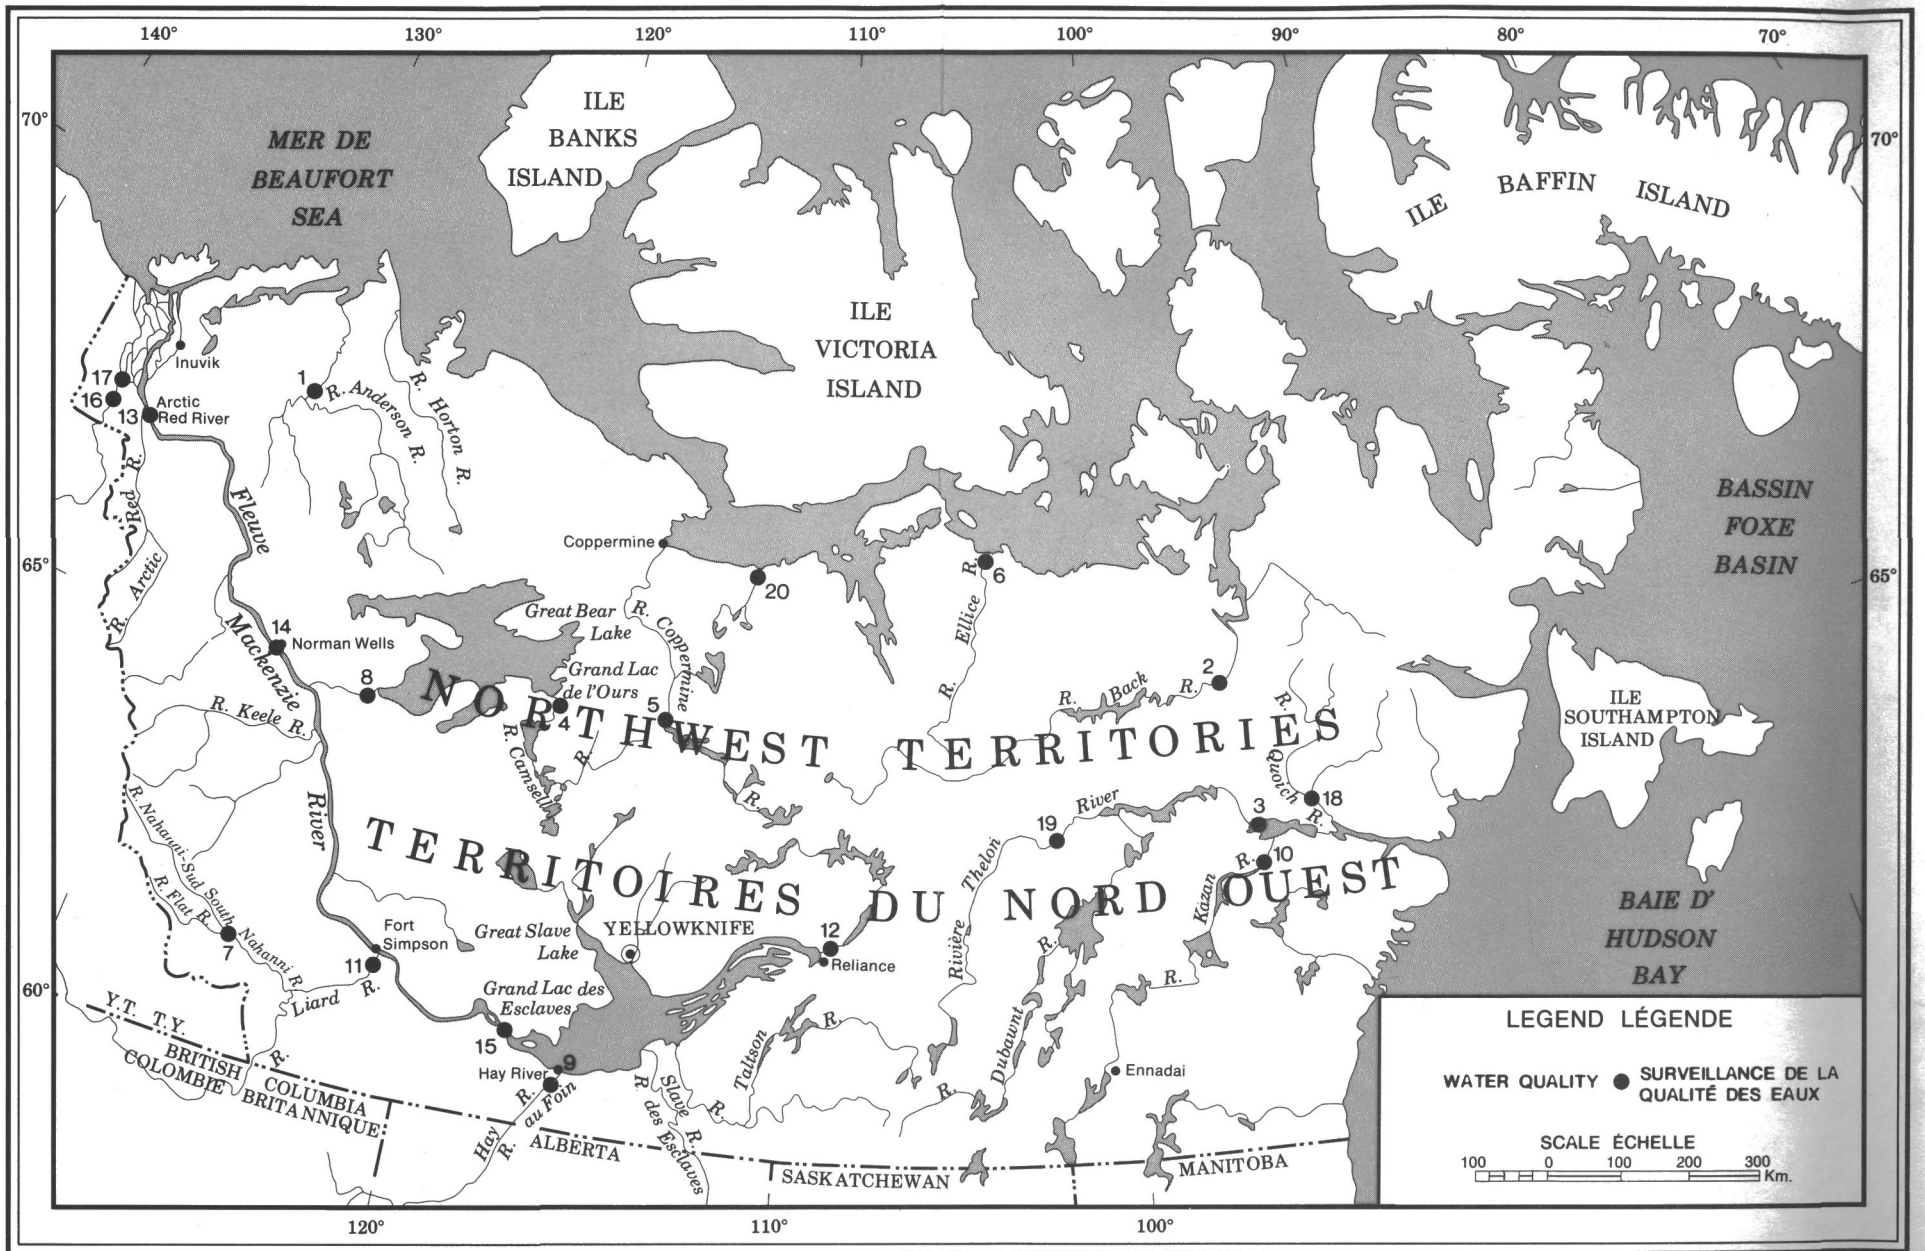 140°
130°
120°
110°
100°
90°
80°
70°
70°
70°
MER DE
BEAUFORT
SEA
ILE
BANKS
ISLAND
ILE BAFFIN ISLAND
ILE
VICTORIA
ISLAND
Inuvik
17
16
13
Arctic
Red River
1
R. Anderson R.
R. Horton R.
R. Arctic Red R.
Fleuve
Mackenzie
River
BASSIN
FOXE
BASIN
65°
65°
Coppermine
20
6
R. Ellice R.
Great Bear
Lake
Grand Lac
de l'Ours
R. Coppermine
R.
14
Norman Wells
8
4
5
2
R. Back R.
R. Keele R.
R. Camsell
R.
NORTHWEST TERRITORIES
R. Quoich
R.
18
ILE
SOUTHAMPTON
ISLAND
R. Nahanni-Sud South
Nahanni R.
R. Flat R.
7
TERRITOIRES DU NORD OUEST
Rivière Thelon
River
19
3
10
R.
Kazan
R.
Fort
Simpson
11
Liard R.
R.
Great Slave
Lake
YELLOWKNIFE
12
Reliance
Grand Lac des
Esclaves
15
Hay River
9
Hay R.
R. au Foin
Slave R.
R. des Esclaves
Taltson
R.
R.
R.
Dubawnt
R.
Ennadai
BAIE D'
HUDSON
BAY
60°
Y.T. T.Y.
BRITISH COLUMBIA
COLOMBIE BRITANNIQUE
ALBERTA
SASKATCHEWAN
MANITOBA
LEGEND LÉGENDE
WATER QUALITY
SURVEILLANCE DE LA
QUALITÉ DES EAUX
SCALE ÉCHELLE
100 0 100 200 300
Km.
120°
110°
100°